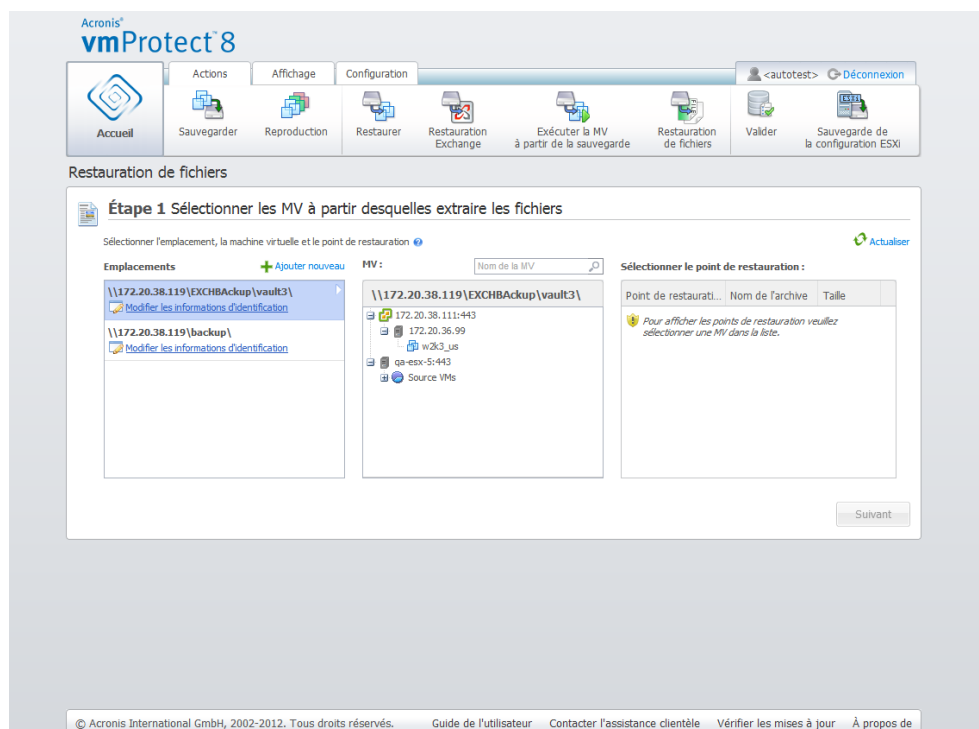 Acronis®
vmProtect™8
Actions
Affichage
Configuration
<autotest>
Déconnexion
Accueil
Sauvegarder
Reproduction
Restaurer
Restauration
Exchange
Exécuter la MV
à partir de la sauvegarde
Restauration
de fichiers
Valider
Sauvegarde de
la configuration ESXi
Restauration de fichiers
Étape 1 Sélectionner les MV à partir desquelles extraire les fichiers
Sélectionner l'emplacement, la machine virtuelle et le point de restauration
Actualiser
Emplacements
Ajouter nouveau
\\172.20.38.119\EXCHBAckup\vault3\
Modifier les informations d'identification
\\172.20.38.119\backup\
Modifier les informations d'identification
MV :
Nom de la MV
\\172.20.38.119\EXCHBAckup\vault3\
172.20.38.111:443
172.20.36.99
w2k3_us
qa-esx-5:443
Source VMs
Sélectionner le point de restauration :
Point de restaurati... Nom de l'archive Taille
Pour afficher les points de restauration veuillez
sélectionner une MV dans la liste.
Suivant
© Acronis International GmbH, 2002-2012. Tous droits réservés. Guide de l'utilisateur Contacter l'assistance clientèle Vérifier les mises à jour À propos de